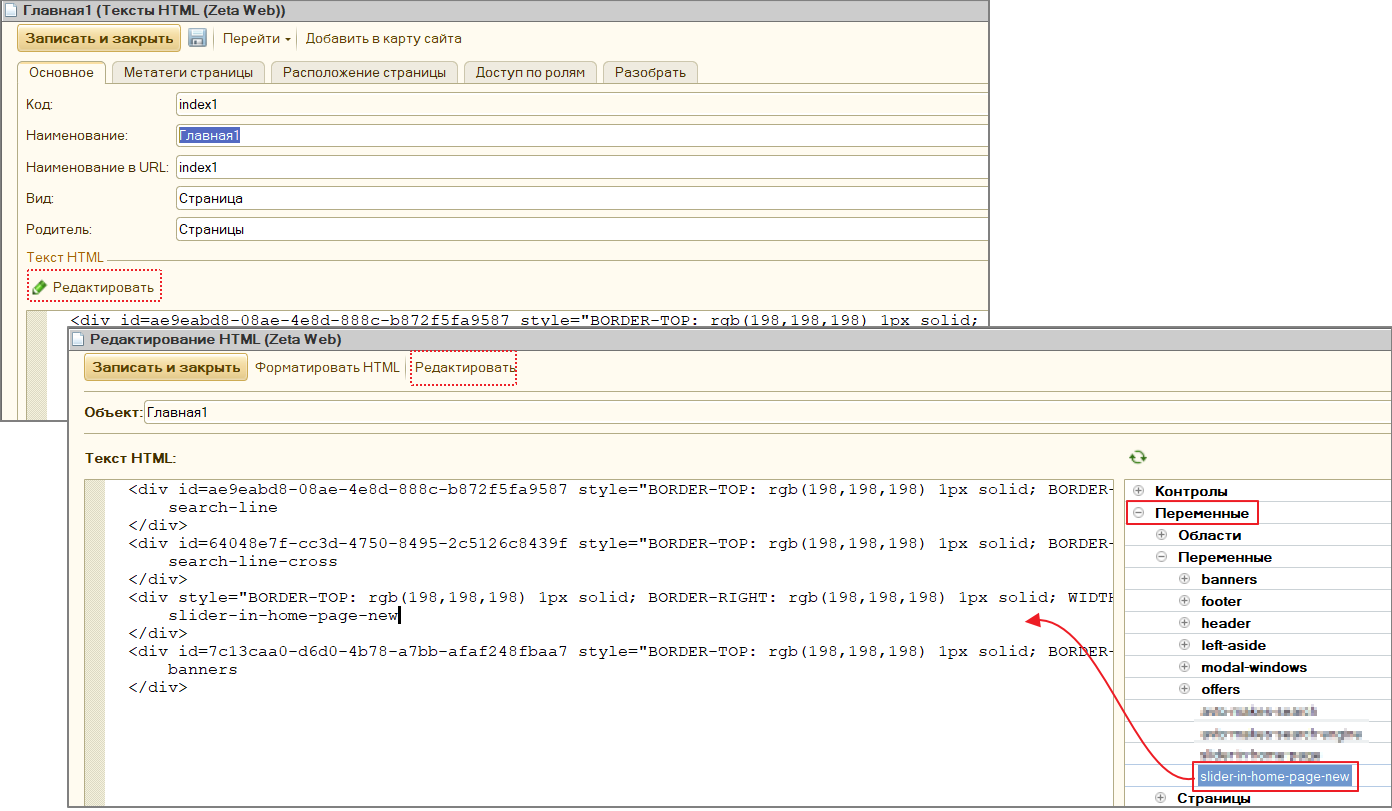 Главная1 (Тексты HTML (Zeta Web))
Записать и закрыть Перейти Добавить в карту сайта
Основное Метатеги страницы Расположение страницы Доступ по ролям Разобрать
Код: index1
Наименование: Главная1
Наименование в URL: index1
Вид: Страница
Родитель: Страницы
Текст HTML
Редактировать
<div id=ae9eabd8-08ae-4e8d-888c-b872f5fa9587 style="BORDER-TOP: rgb(198,198,198) 1px solid;
Редактирование HTML (Zeta Web)
Записать и закрыть Форматировать HTML Редактировать
Объект: Главная1
Текст HTML:
<div id=ae9eabd8-08ae-4e8d-888c-b872f5fa9587 style="BORDER-TOP: rgb(198,198,198) 1px solid; BORDER-
search-line
</div>
<div id=64048e7f-cc3d-4750-8495-2c5126c8439f style="BORDER-TOP: rgb(198,198,198) 1px solid; BORDER-
search-line-cross
</div>
<div style="BORDER-TOP: rgb(198,198,198) 1px solid; BORDER-RIGHT: rgb(198,198,198) 1px solid; WIDTH
slider-in-home-page-new
</div>
<div id=7c13caa0-d6d0-4b78-a7bb-afaf248fbaa7 style="BORDER-TOP: rgb(198,198,198) 1px solid; BORDER-
banners
</div>
Контролы
Переменные
Области
Переменные
banners
footer
header
left-aside
modal-windows
offers
slider-in-home-page
slider-in-home-page-new
Страницы